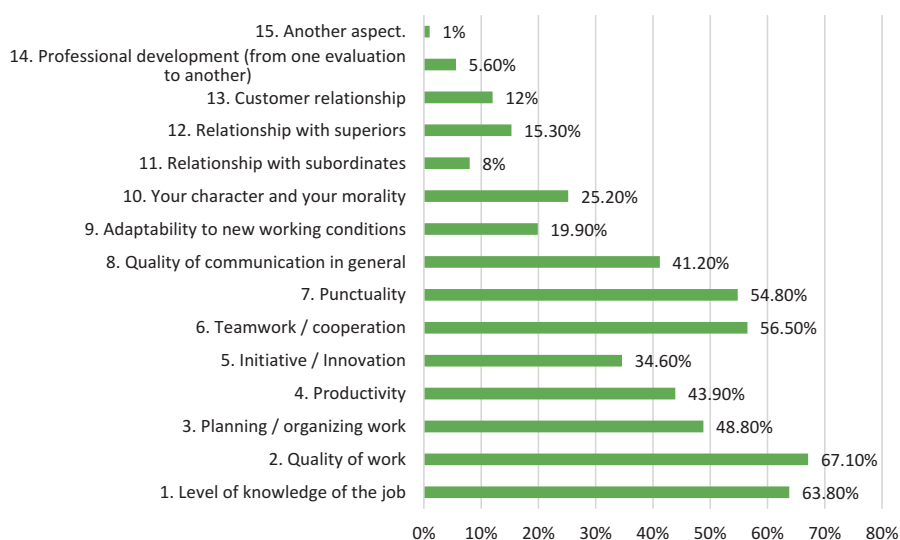 15. Another aspect. 1%
14. Professional development (from one evaluation
to another) 5.60%
13. Customer relationship 12%
12. Relationship with superiors 15.30%
11. Relationship with subordinates 8%
10. Your character and your morality 25.20%
9. Adaptability to new working conditions 19.90%
8. Quality of communication in general 41.20%
7. Punctuality 54.80%
6. Teamwork / cooperation 56.50%
5. Initiative / Innovation 34.60%
4. Productivity 43.90%
3. Planning / organizing work 48.80%
2. Quality of work 67.10%
1. Level of knowledge of the job 63.80%
0% 10% 20% 30% 40% 50% 60% 70% 80%